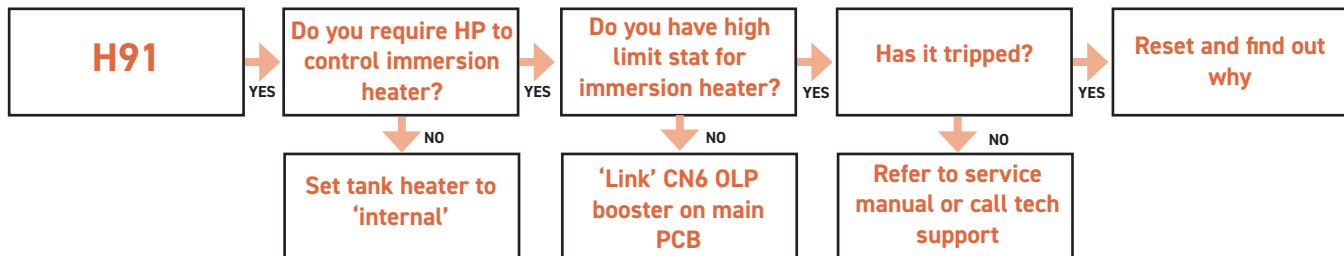 H91
YES
Do you require HP to
control immersion
heater?
YES
Do you have high
limit stat for
immersion heater?
YES
Has it tripped?
YES
Reset and find out
why
NO
Set tank heater to
‘internal’
NO
‘Link’ CN6 OLP
booster on main
PCB
NO
Refer to service
manual or call tech
support